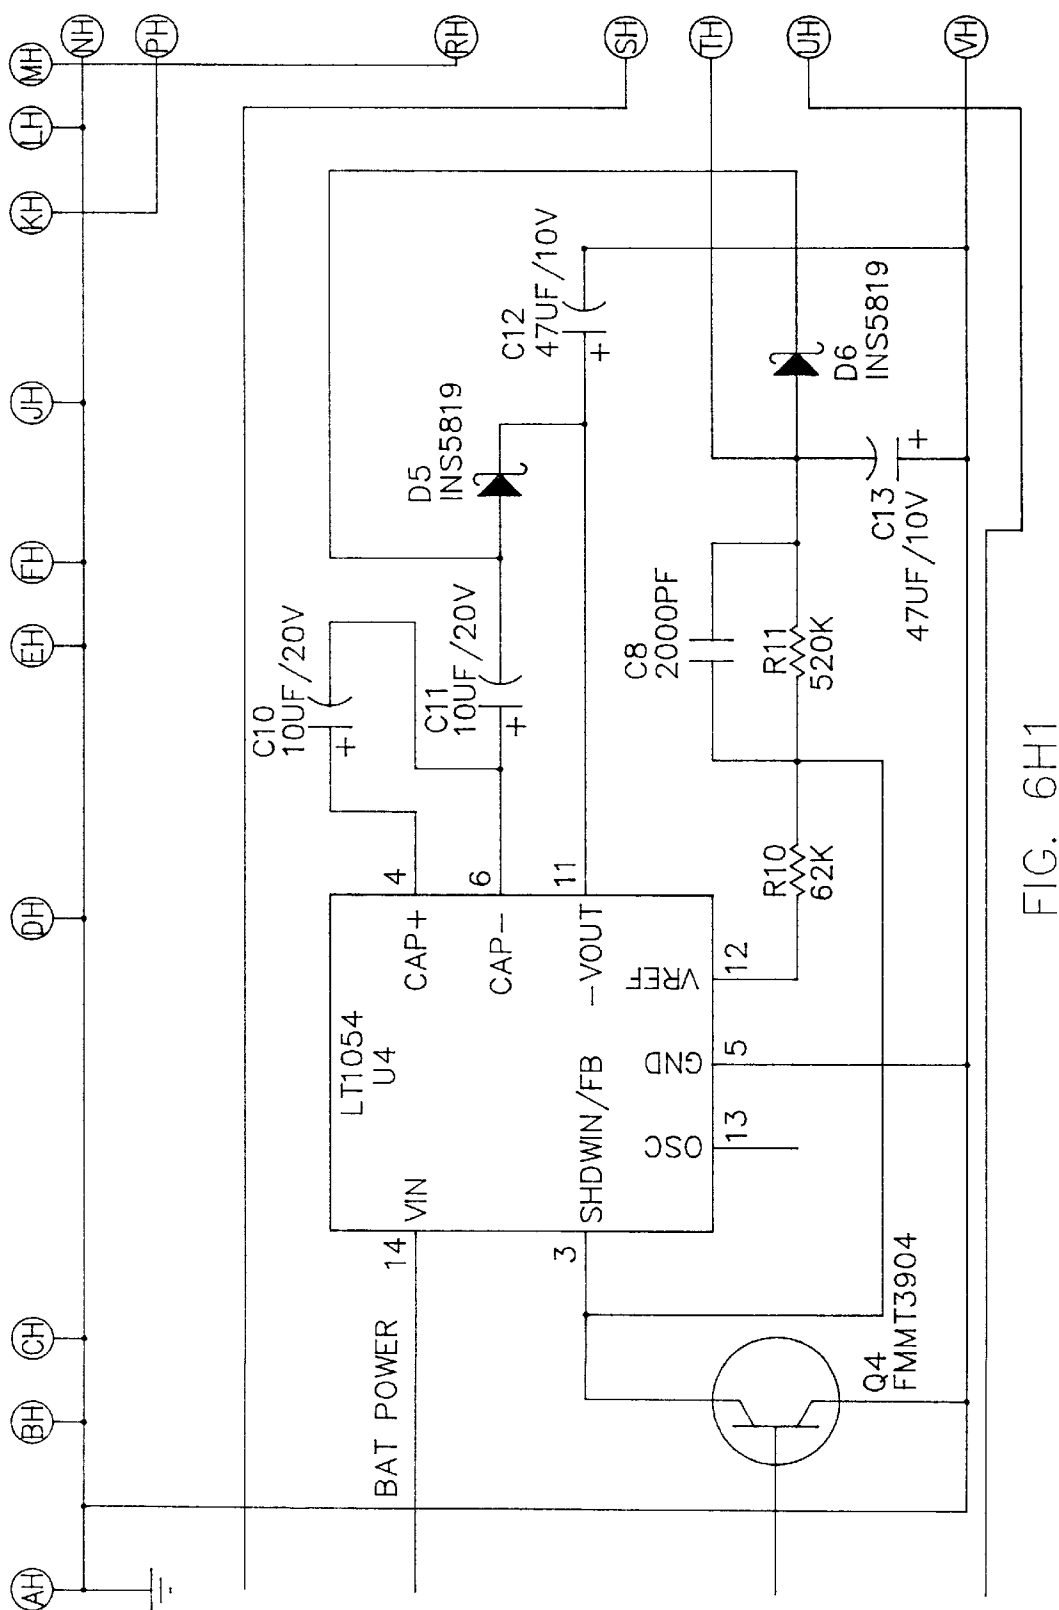 AH
BH
CH
DH
EH
FH
JH
KH
LH
MH
NH
PH
RH
SH
TH
UH
VH
BAT POWER
14
VIN
LT1054
U4
CAP+
4
CAP-
6
-VOUT
11
SHDWIN/FB
3
OSC
13
GND
5
VREF
12
C10
10UF/20V
+
C11
10UF/20V
+
D5
INS5819
C12
47UF/10V
+
C8
2000PF
R10
62K
R11
520K
D6
INS5819
C13
47UF/10V
+
Q4
FMMT3904
FIG. 6H1